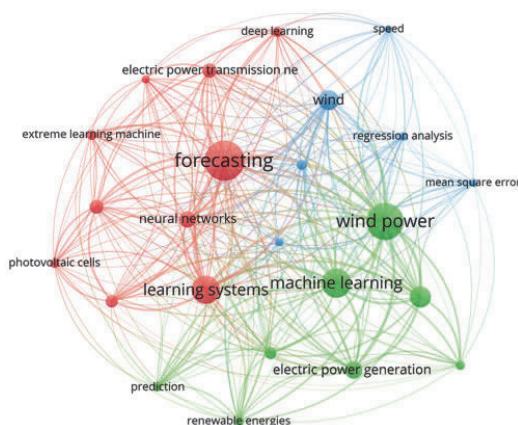 deep learning
speed
electric power transmission ne
wind
extreme learning machine
regression analysis
forecasting
mean square error
neural networks
wind power
photovoltaic cells
learning systems
machine learning
electric power generation
prediction
renewable energies